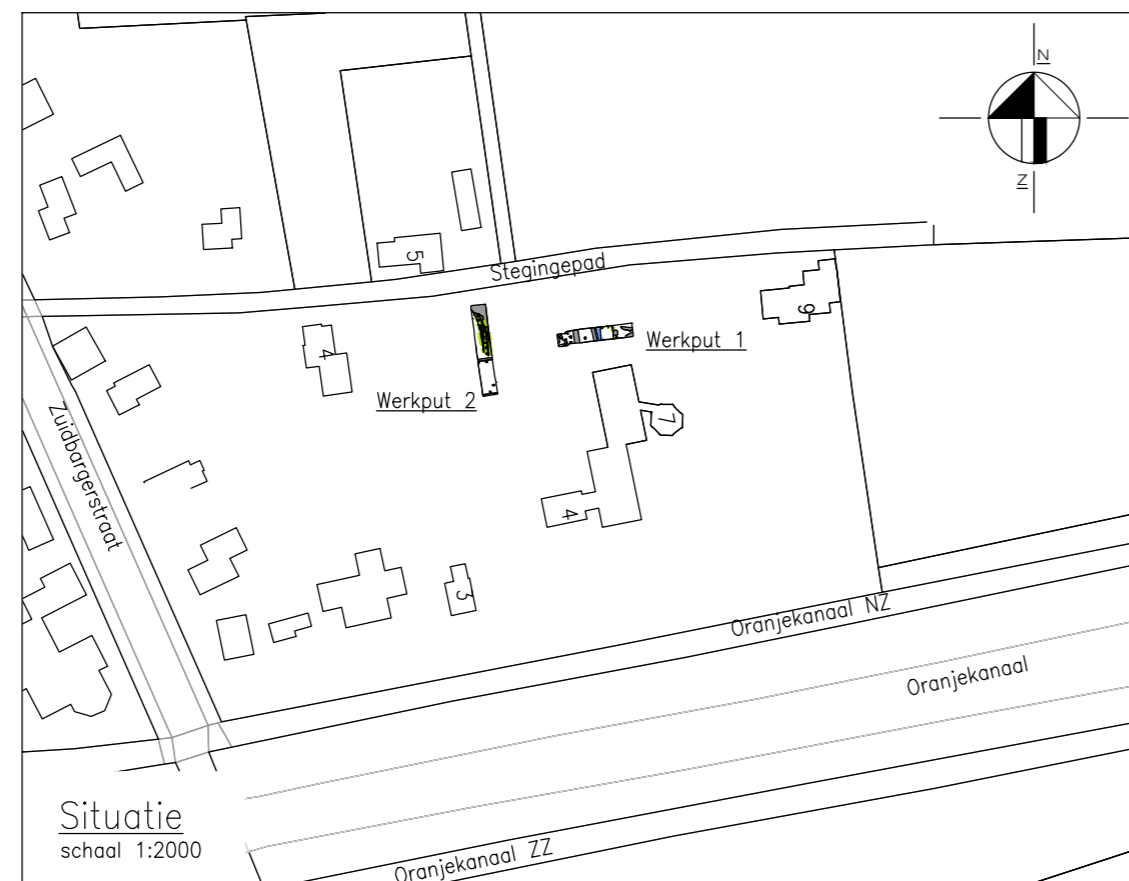 N
Z
5
Stegingepad
9
4
Werkput 1
Werkput 2
7
Zuidbargerstraat
4
3
Oranjekanaal NZ
Oranjekanaal
Situatie
schaal 1:2000
Oranjekanaal ZZ